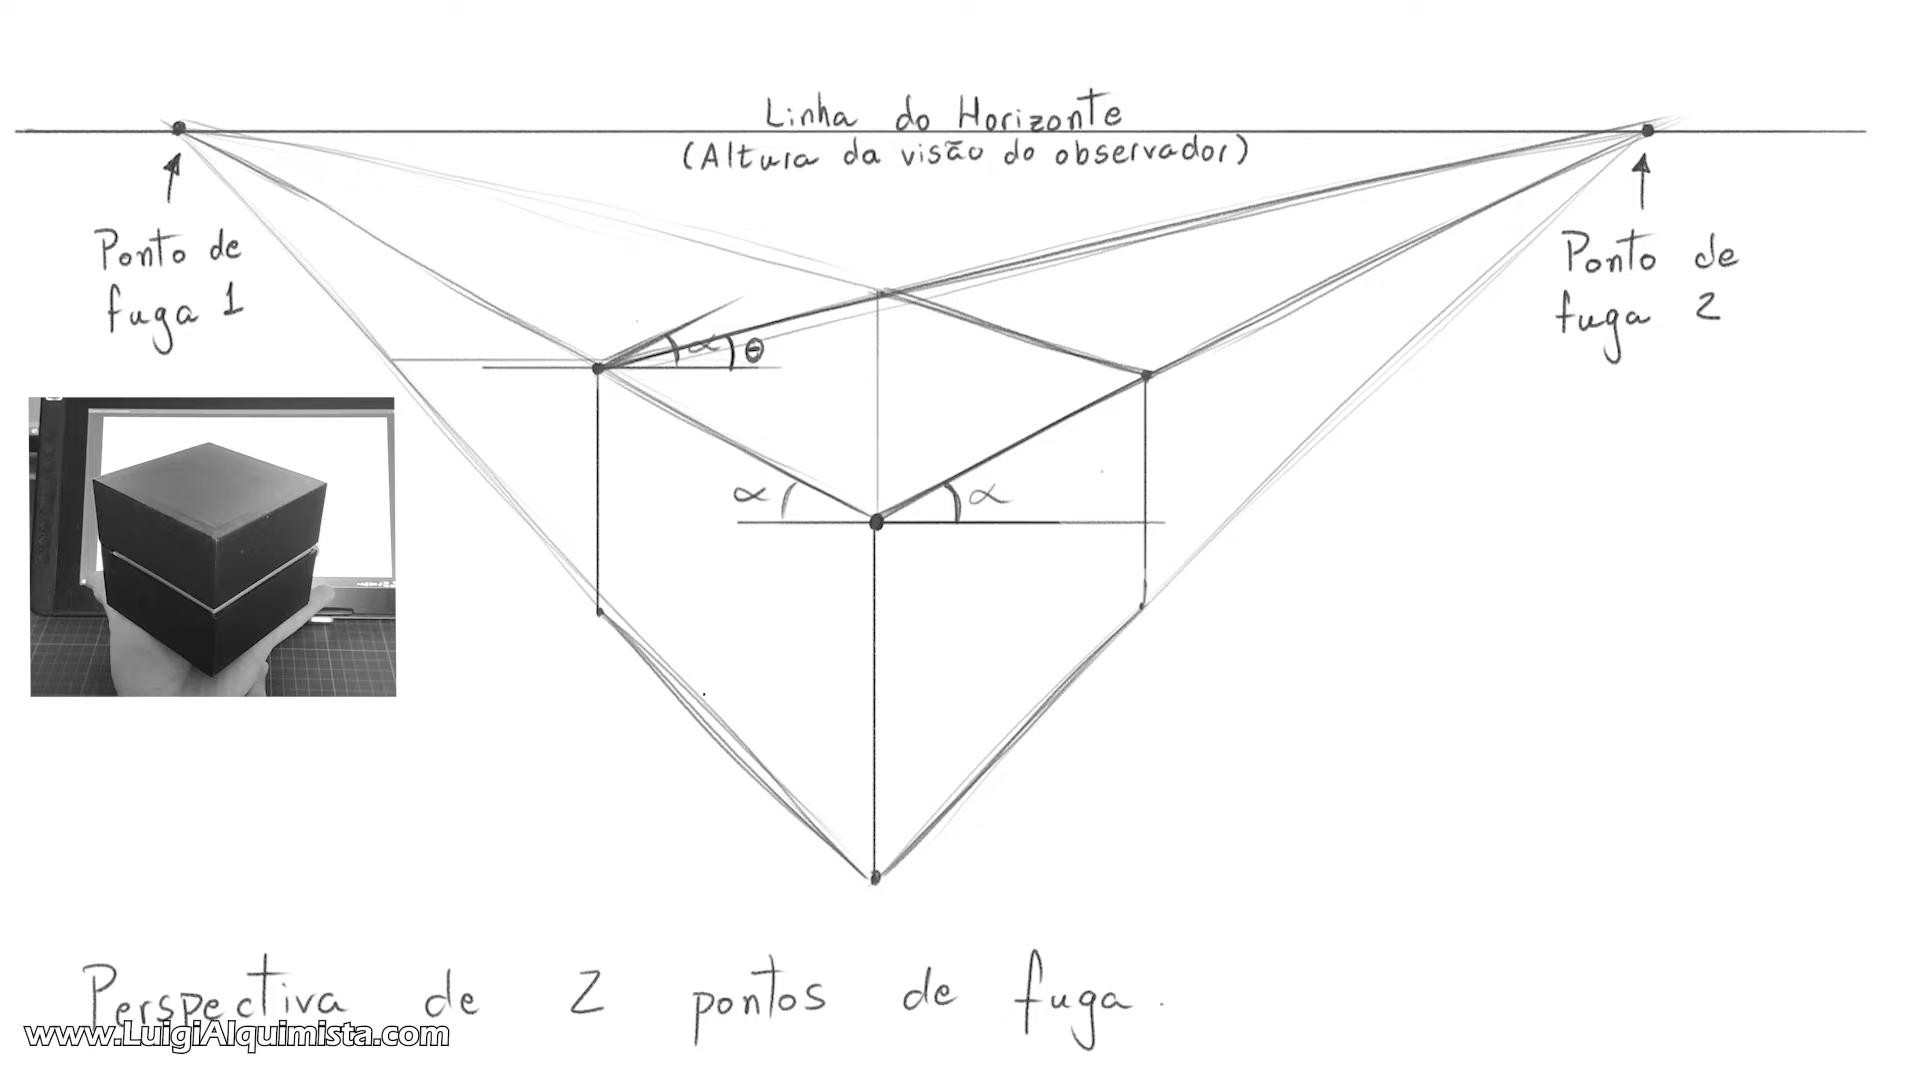 Linha do Horizonte
(Altura da visão do observador)
Ponto de
fuga 1
Ponto de
fuga 2
α θ
α
α
Perspectiva de 2 pontos de fuga.
www.LuigiAlquimista.com